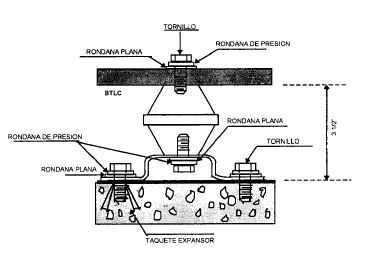 TORNILLO
RONDANA PLANA
RONDANA DE PRESION
BTLC
RONDANA PLANA
RONDANA DE PRESION
TORNILLO
3 1/2"
RONDANA PLANA
TAQUETE EXPANSOR